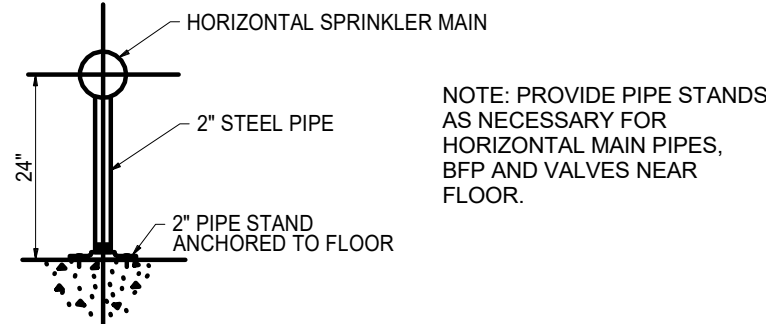 HORIZONTAL SPRINKLER MAIN
NOTE: PROVIDE PIPE STANDS
AS NECESSARY FOR
HORIZONTAL MAIN PIPES,
BFP AND VALVES NEAR
FLOOR.
2" STEEL PIPE
24"
2" PIPE STAND
ANCHORED TO FLOOR